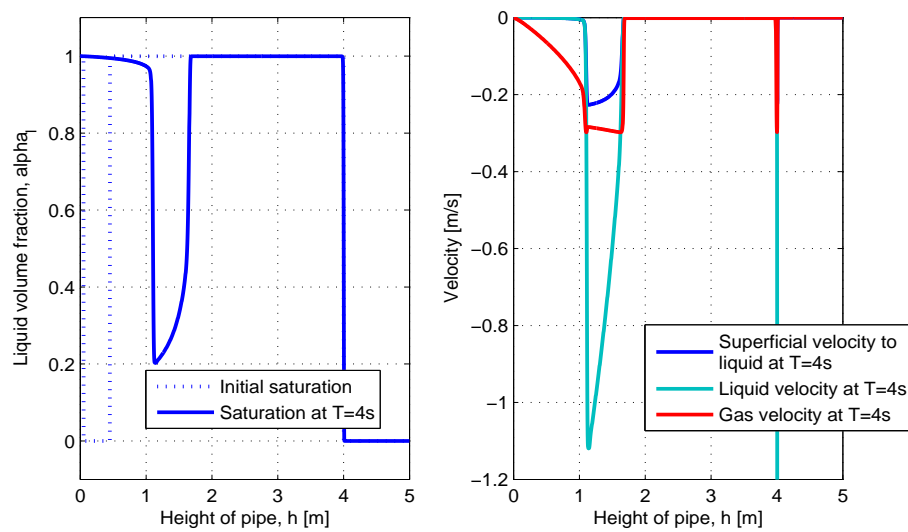 1
0.8
0.6
0.4
0.2
0
Liquid volume fraction, alpha_l
0 1 2 3 4 5
Height of pipe, h [m]
Initial saturation
Saturation at T=4s
0
−0.2
−0.4
−0.6
−0.8
−1
−1.2
Velocity [m/s]
0 1 2 3 4 5
Height of pipe, h [m]
Superficial velocity to
liquid at T=4s
Liquid velocity at T=4s
Gas velocity at T=4s